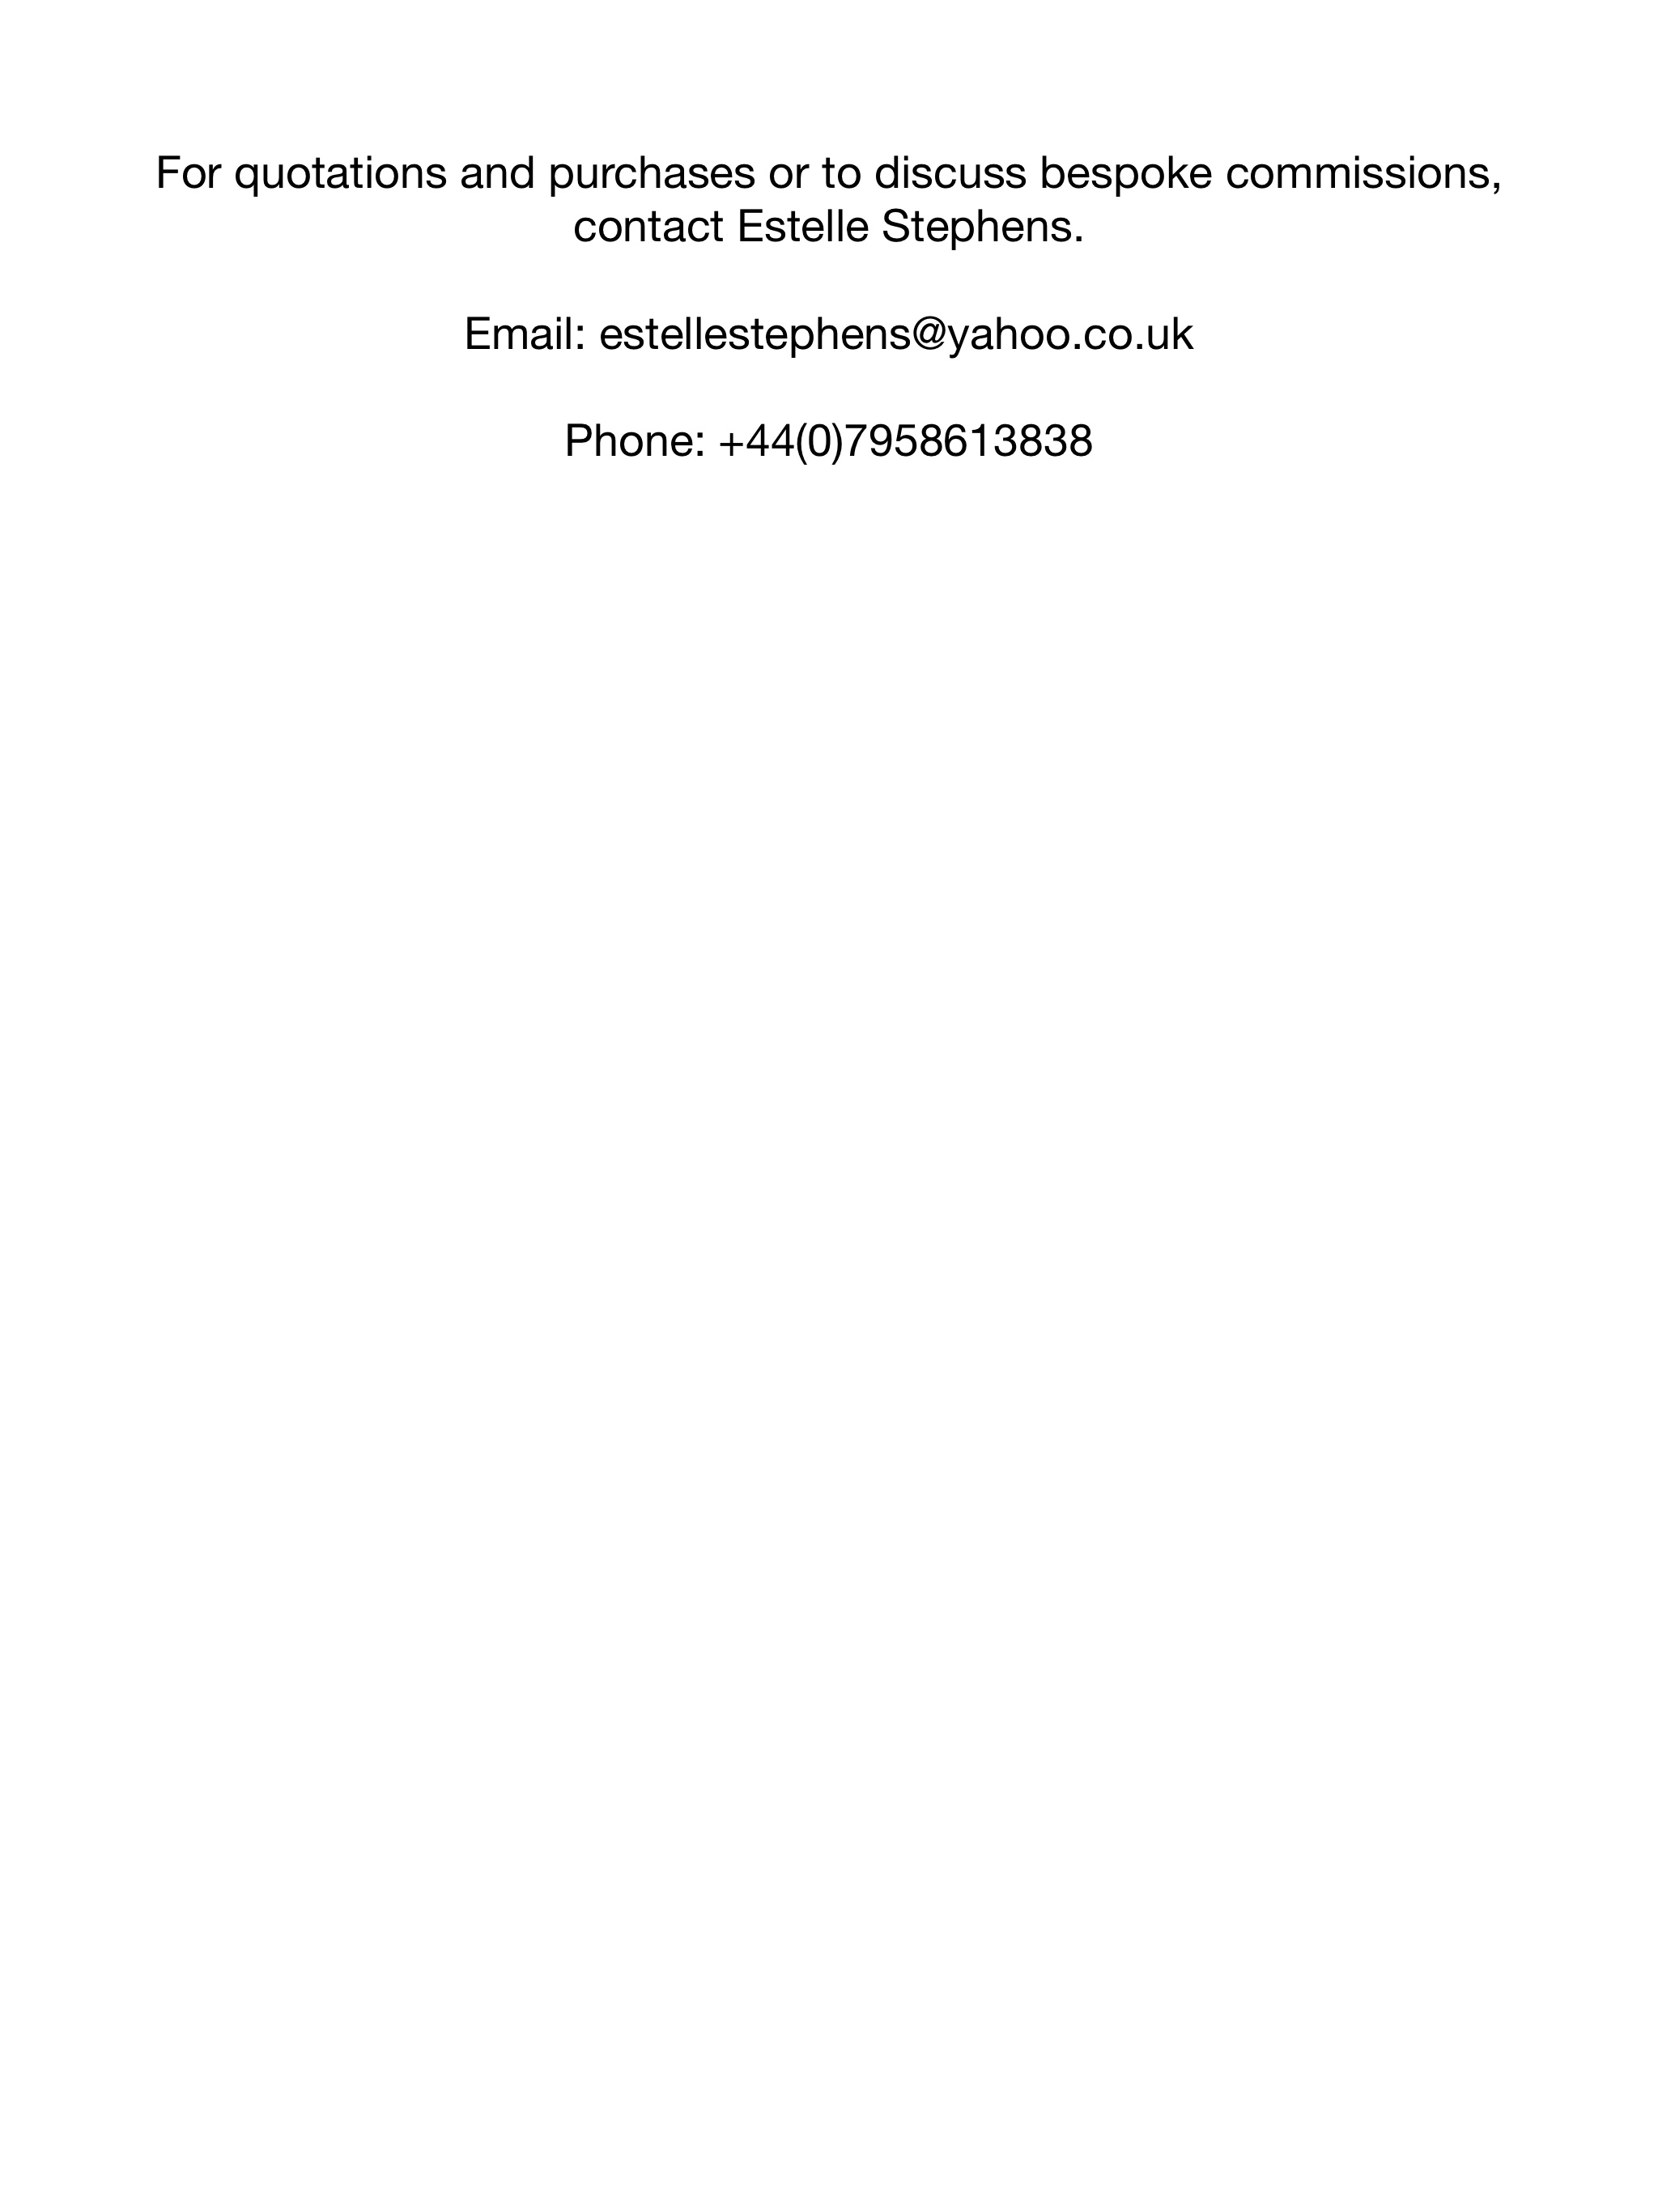 For quotations and purchases or to discuss bespoke commissions,
contact Estelle Stephens.
Email: estellestephens@yahoo.co.uk
Phone: +44(0)7958613838